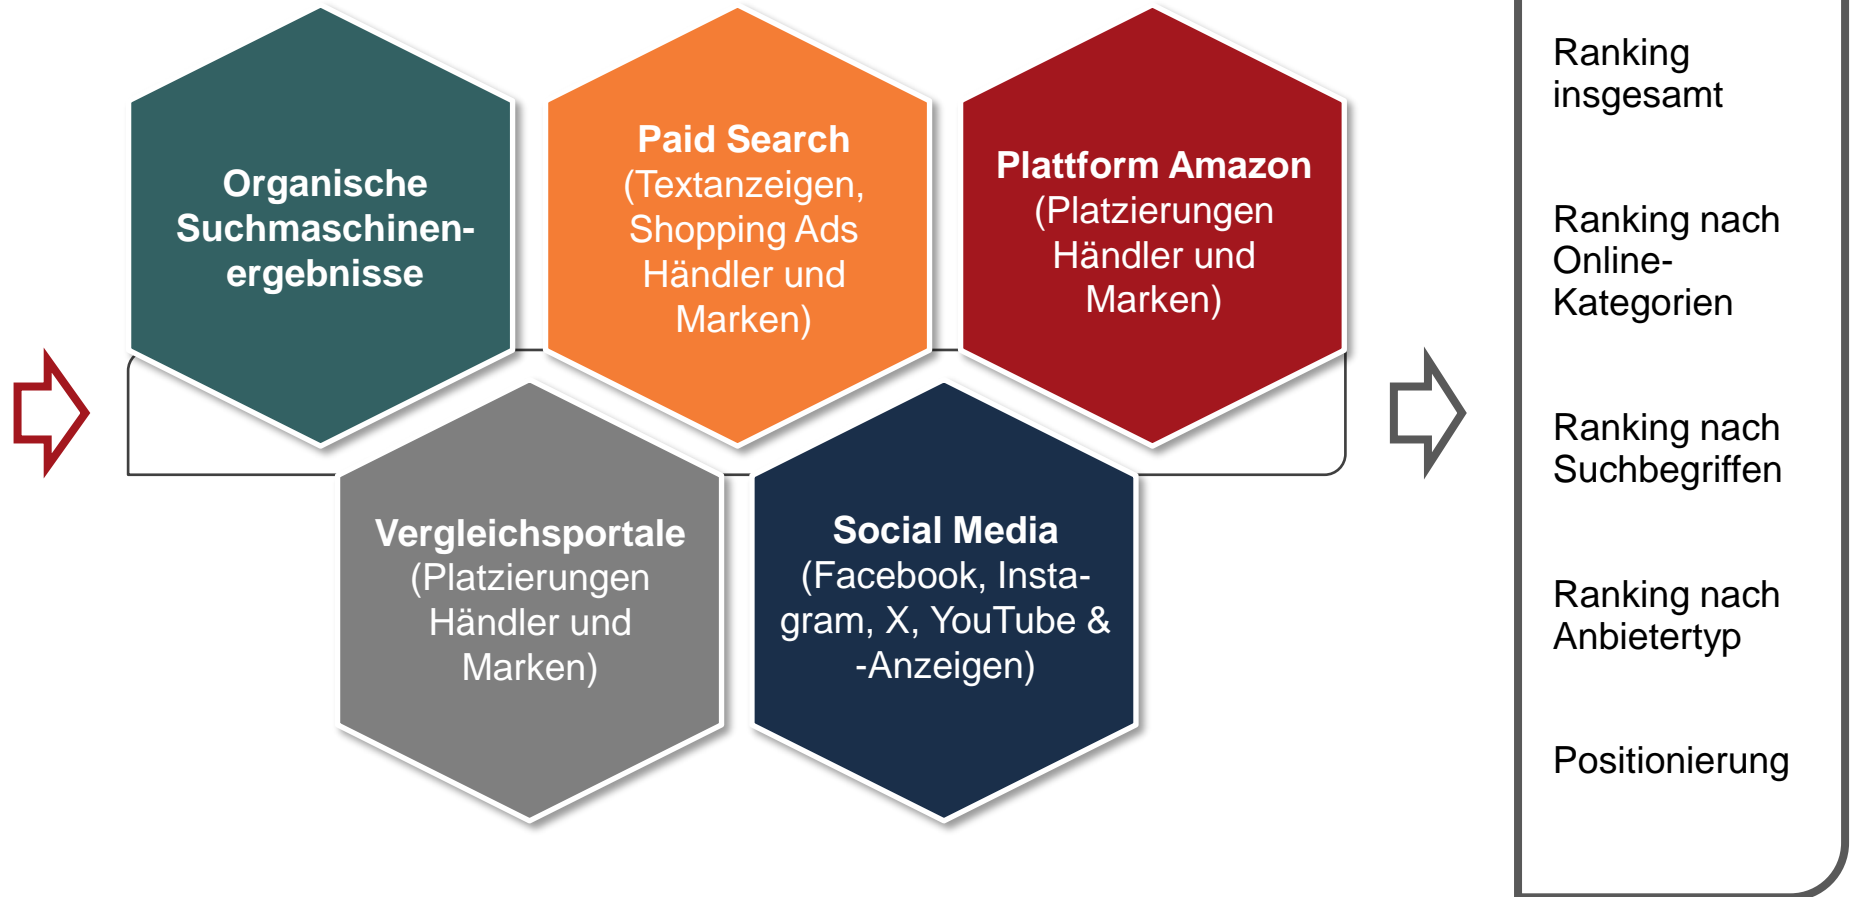 Organische
Suchmaschinen-
ergebnisse
Paid Search
(Textanzeigen,
Shopping Ads
Händler und
Marken)
Plattform Amazon
(Platzierungen
Händler und
Marken)
Vergleichsportale
(Platzierungen
Händler und
Marken)
Social Media
(Facebook, Insta-
gram, X, YouTube &
-Anzeigen)
Ranking
insgesamt
Ranking nach
Online-
Kategorien
Ranking nach
Suchbegriffen
Ranking nach
Anbietertyp
Positionierung